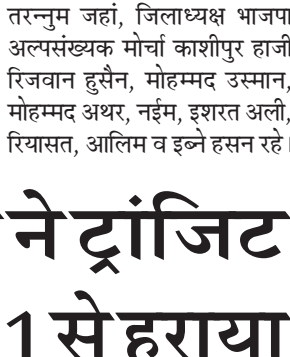 तरन्नुम जहां, जिलाध्यक्ष भाजपा
अल्पसंख्यक मोर्चा काशीपुर हाजी
रिजवान हुसैन, मोहम्मद उस्मान,
मोहम्मद अथर, नईम, इशरत अली,
रियासत, आलिम व इब्ने हसन रहे।
ने ट्रांजिट
1 से हराया